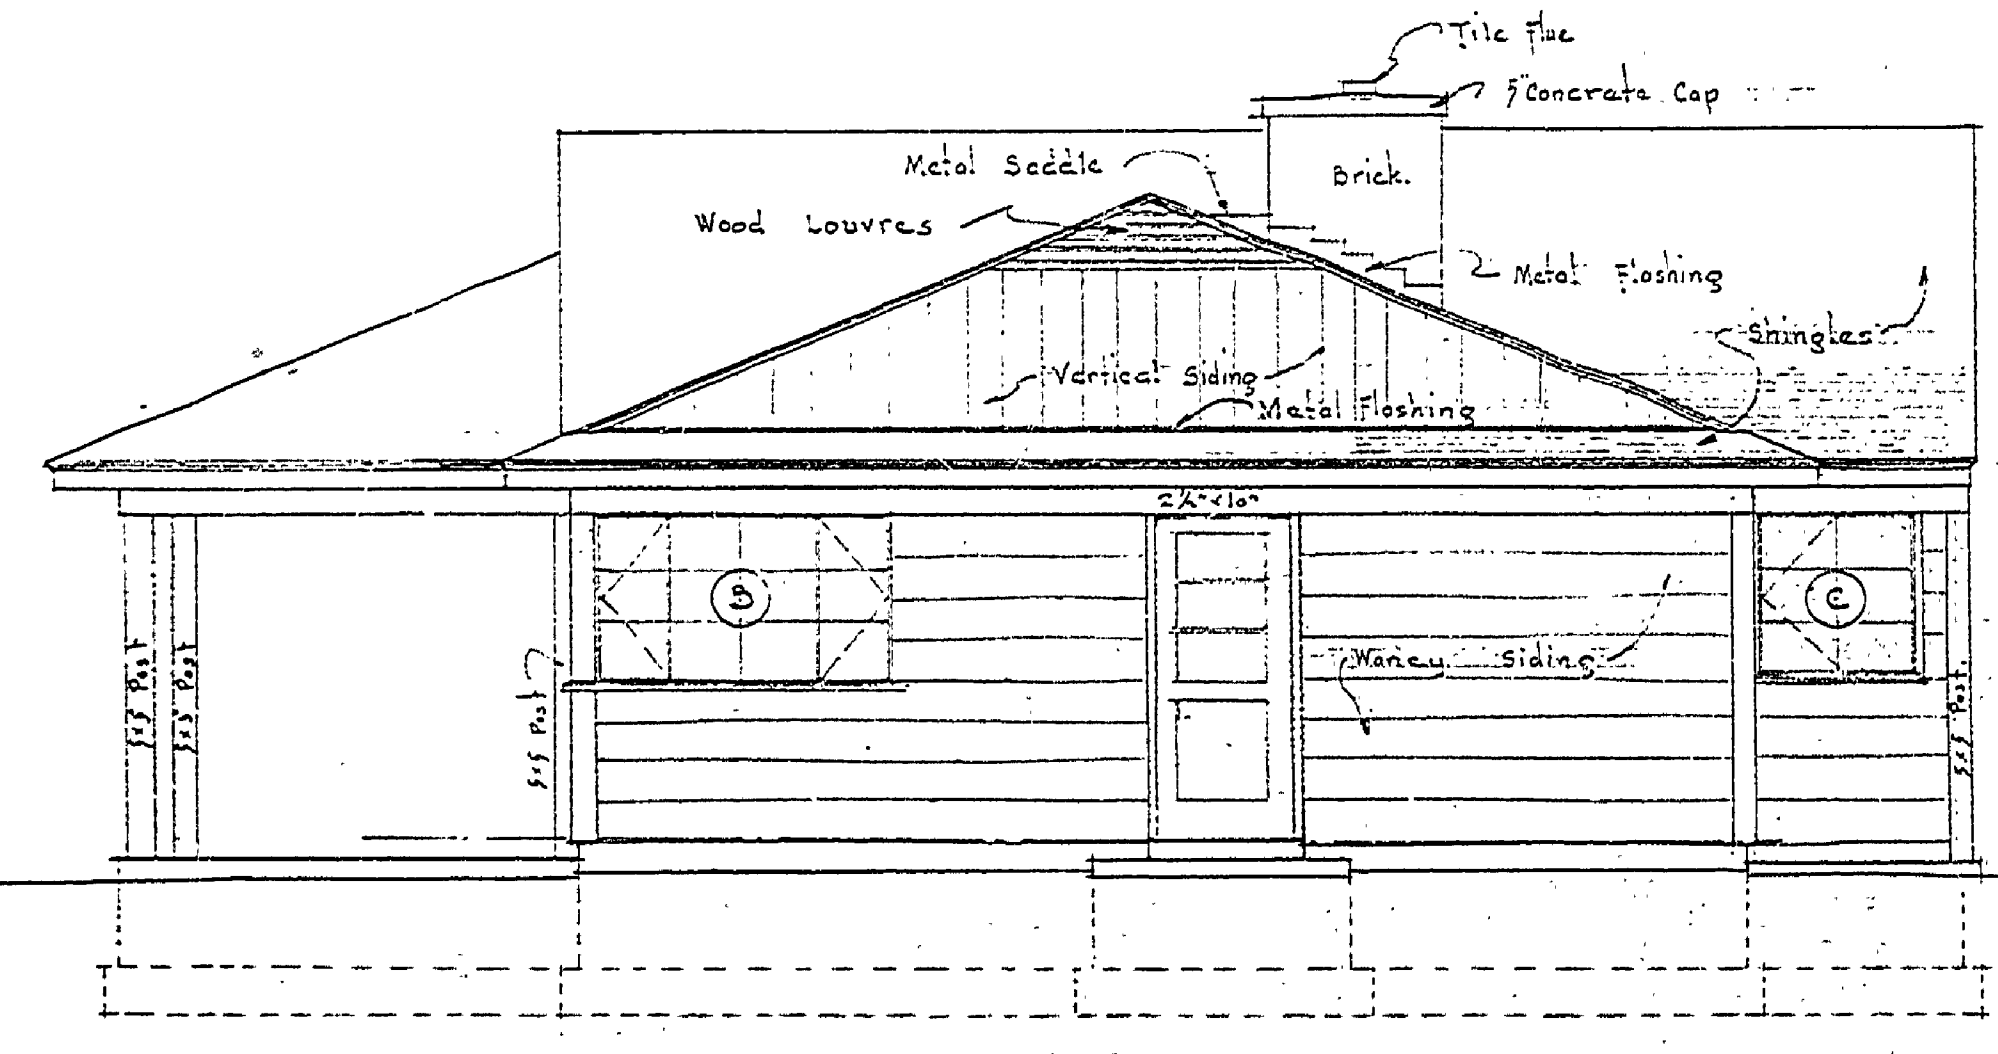 Tile Flue
5" Concrete Cap
Metal Saddle
Brick.
Wood Louvres
Metal Flashing
Shingles
Vertical Siding
Metal Flashing
2½"x10"
B
C
Waney Siding
5x5 Post
5x5 Post
5x5 Post
5x5 Post.